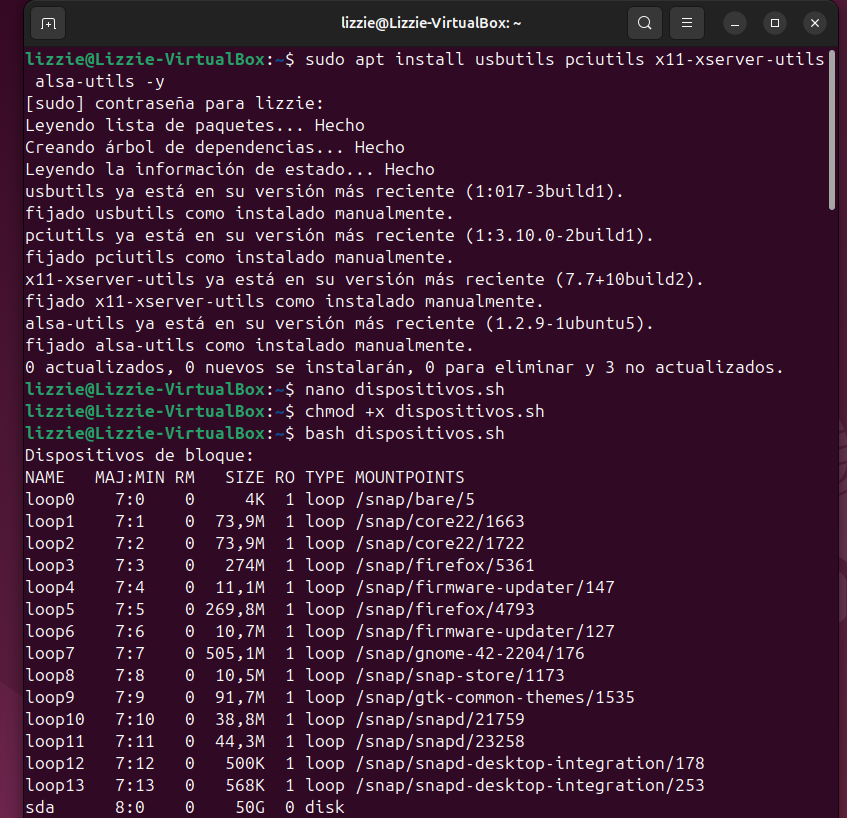 lizzie@Lizzie-VirtualBox: ~
lizzie@Lizzie-VirtualBox:~$ sudo apt install usbutils pciutils x11-xserver-utils
 alsa-utils -y
[sudo] contraseña para lizzie:
Leyendo lista de paquetes... Hecho
Creando árbol de dependencias... Hecho
Leyendo la información de estado... Hecho
usbutils ya está en su versión más reciente (1:017-3build1).
fijado usbutils como instalado manualmente.
pciutils ya está en su versión más reciente (1:3.10.0-2build1).
fijado pciutils como instalado manualmente.
x11-xserver-utils ya está en su versión más reciente (7.7+10build2).
fijado x11-xserver-utils como instalado manualmente.
alsa-utils ya está en su versión más reciente (1.2.9-1ubuntu5).
fijado alsa-utils como instalado manualmente.
0 actualizados, 0 nuevos se instalarán, 0 para eliminar y 3 no actualizados.
lizzie@Lizzie-VirtualBox:~$ nano dispositivos.sh
lizzie@Lizzie-VirtualBox:~$ chmod +x dispositivos.sh
lizzie@Lizzie-VirtualBox:~$ bash dispositivos.sh
Dispositivos de bloque:
NAME   MAJ:MIN RM   SIZE RO TYPE MOUNTPOINTS
loop0    7:0    0     4K  1 loop /snap/bare/5
loop1    7:1    0  73,9M  1 loop /snap/core22/1663
loop2    7:2    0  73,9M  1 loop /snap/core22/1722
loop3    7:3    0   274M  1 loop /snap/firefox/5361
loop4    7:4    0  11,1M  1 loop /snap/firmware-updater/147
loop5    7:5    0 269,8M  1 loop /snap/firefox/4793
loop6    7:6    0  10,7M  1 loop /snap/firmware-updater/127
loop7    7:7    0 505,1M  1 loop /snap/gnome-42-2204/176
loop8    7:8    0  10,5M  1 loop /snap/snap-store/1173
loop9    7:9    0  91,7M  1 loop /snap/gtk-common-themes/1535
loop10   7:10   0  38,8M  1 loop /snap/snapd/21759
loop11   7:11   0  44,3M  1 loop /snap/snapd/23258
loop12   7:12   0   500K  1 loop /snap/snapd-desktop-integration/178
loop13   7:13   0   568K  1 loop /snap/snapd-desktop-integration/253
sda      8:0    0    50G  0 disk